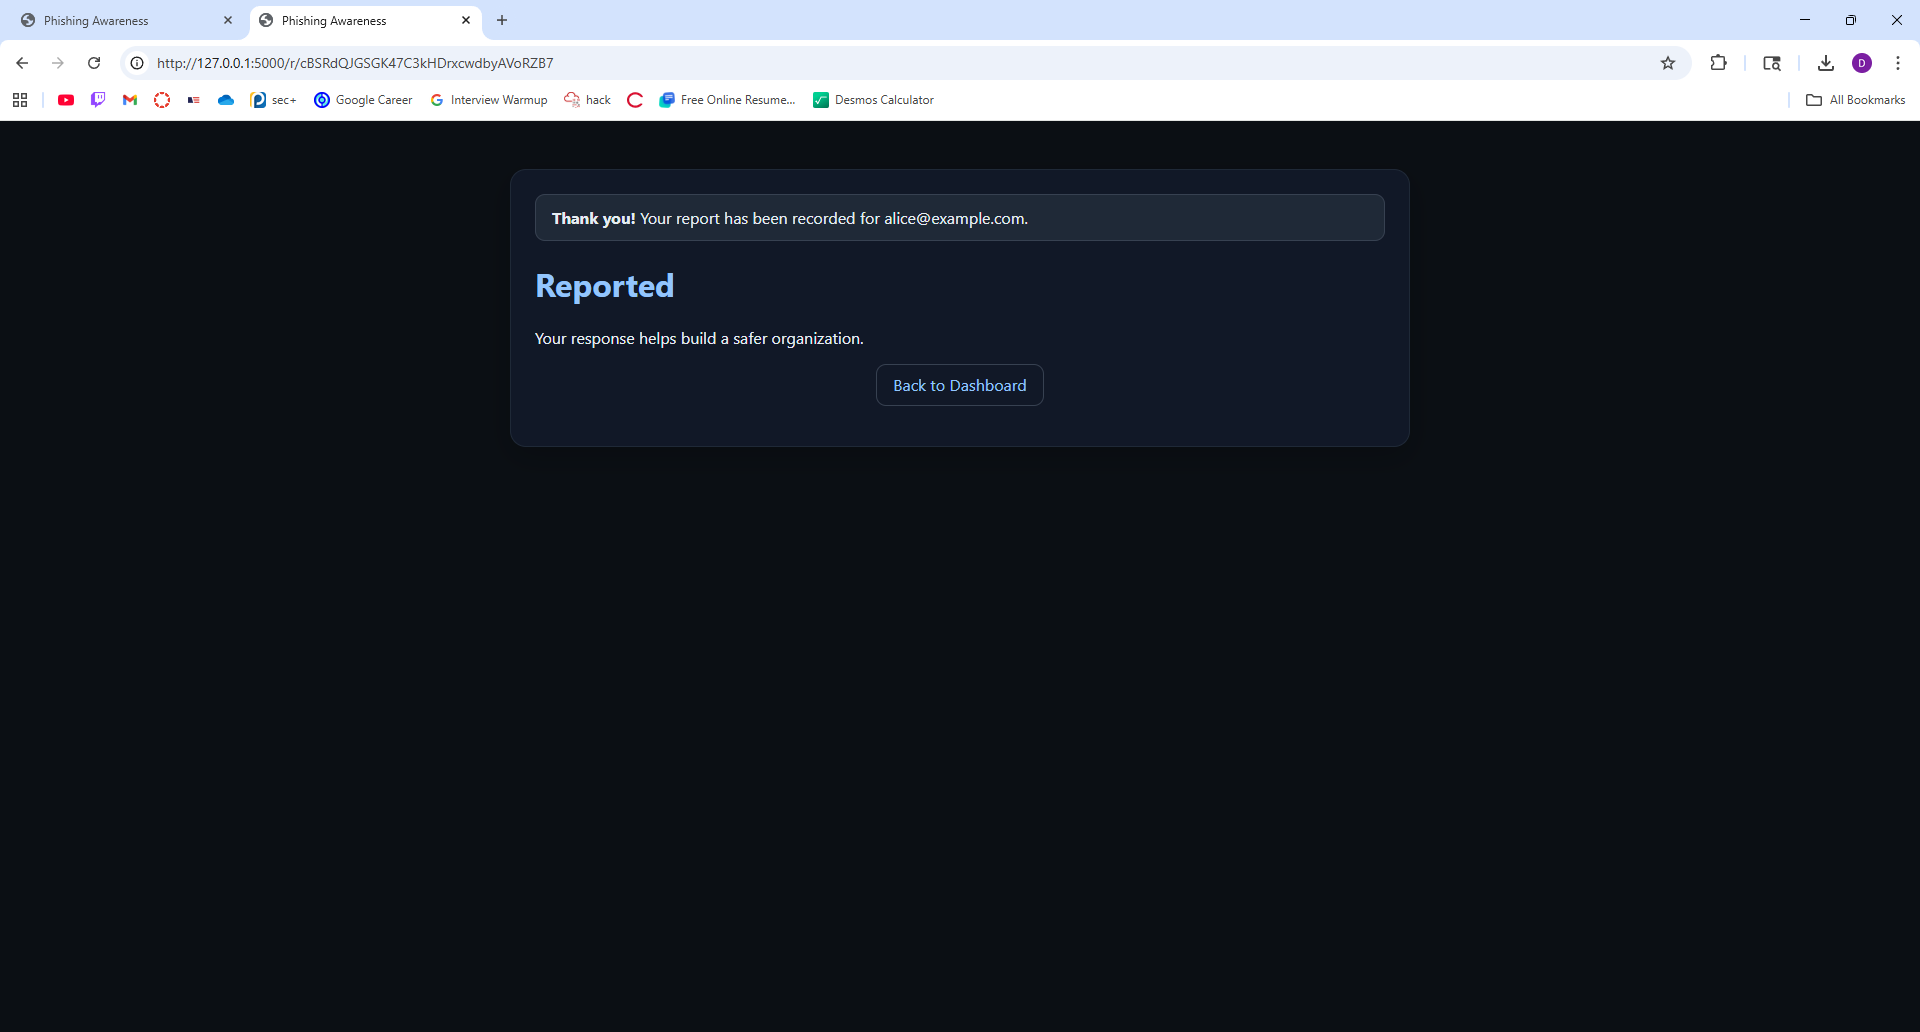 Phishing Awareness
Phishing Awareness
http://127.0.0.1:5000/r/cBSRdQJGSGK47C3kHDrxcwdbyAVoRZB7
D
sec+
Google Career
Interview Warmup
hack
Free Online Resume...
Desmos Calculator
All Bookmarks
Thank you! Your report has been recorded for alice@example.com.
Reported
Your response helps build a safer organization.
Back to Dashboard